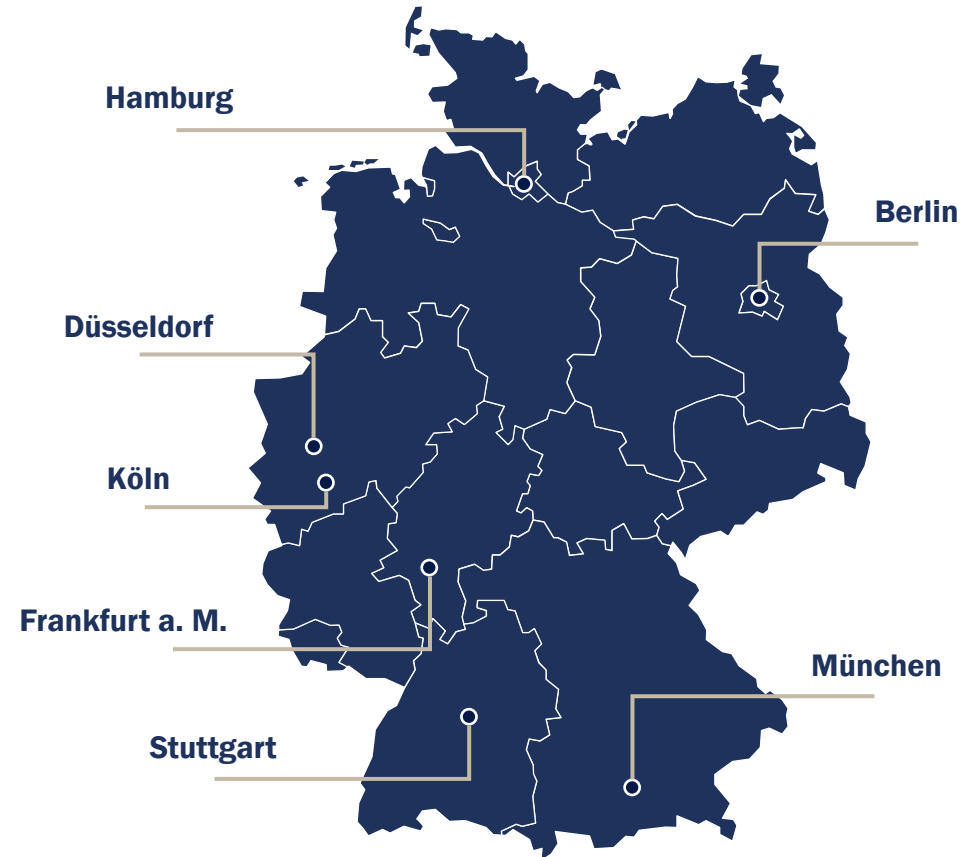 Hamburg
Berlin
Düsseldorf
Köln
Frankfurt a. M.
München
Stuttgart